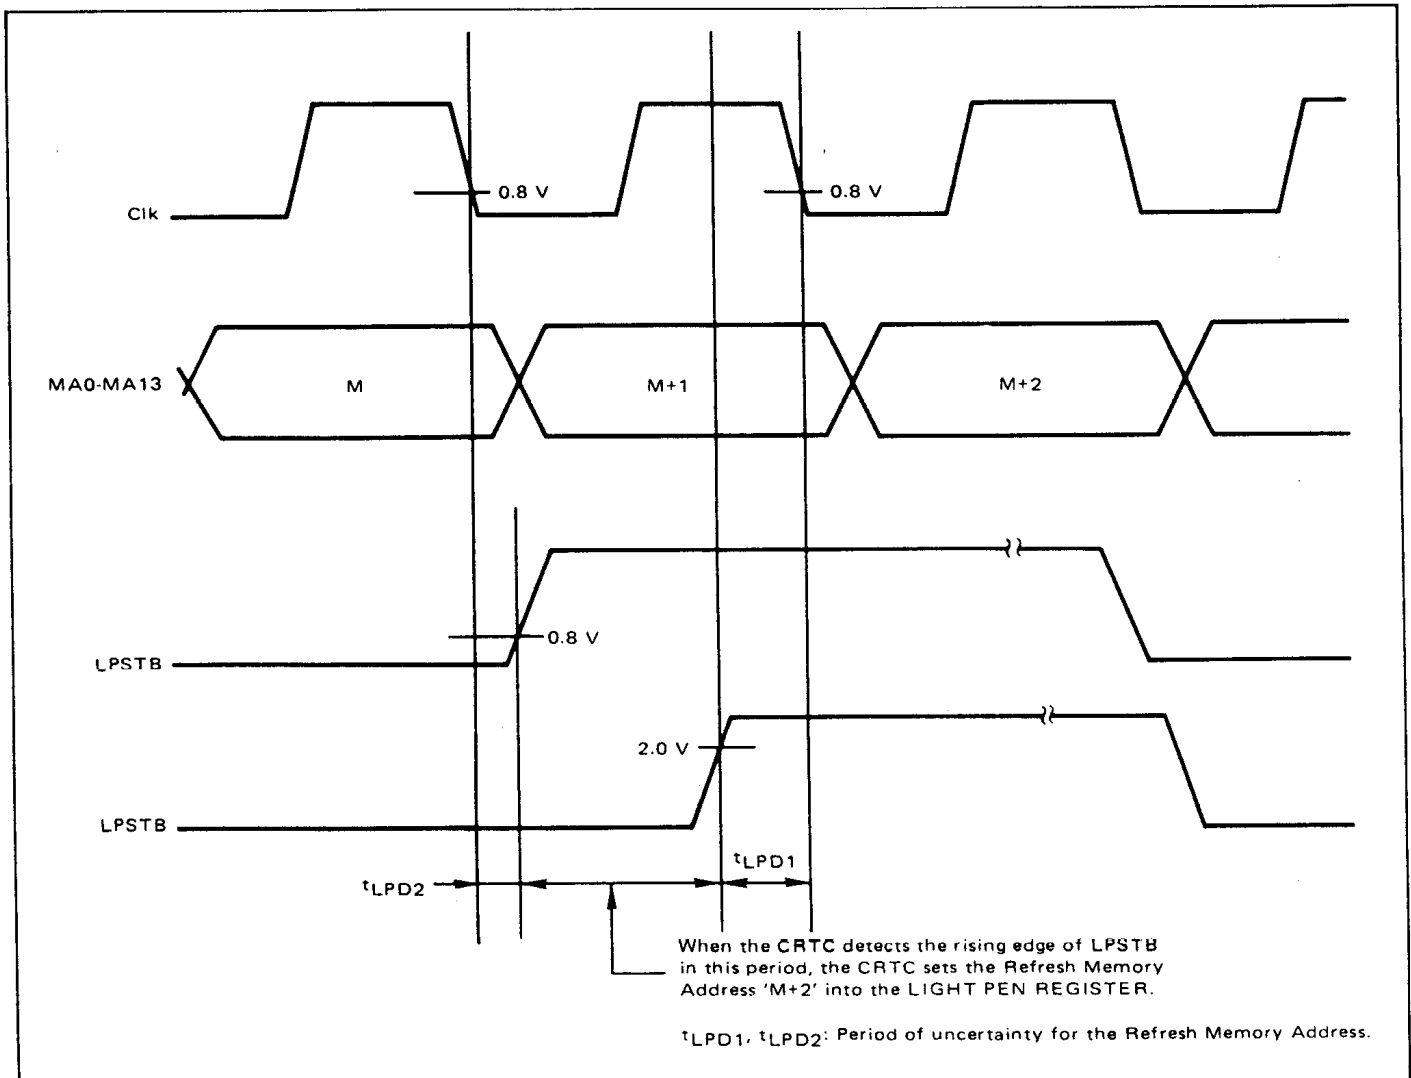 0.8 V
0.8 V
Clk
MA0-MA13
M
M+1
M+2
0.8 V
LPSTB
2.0 V
LPSTB
tLPD1
tLPD2
When the CRTC detects the rising edge of LPSTB
in this period, the CRTC sets the Refresh Memory
Address 'M+2' into the LIGHT PEN REGISTER.
tLPD1, tLPD2: Period of uncertainty for the Refresh Memory Address.